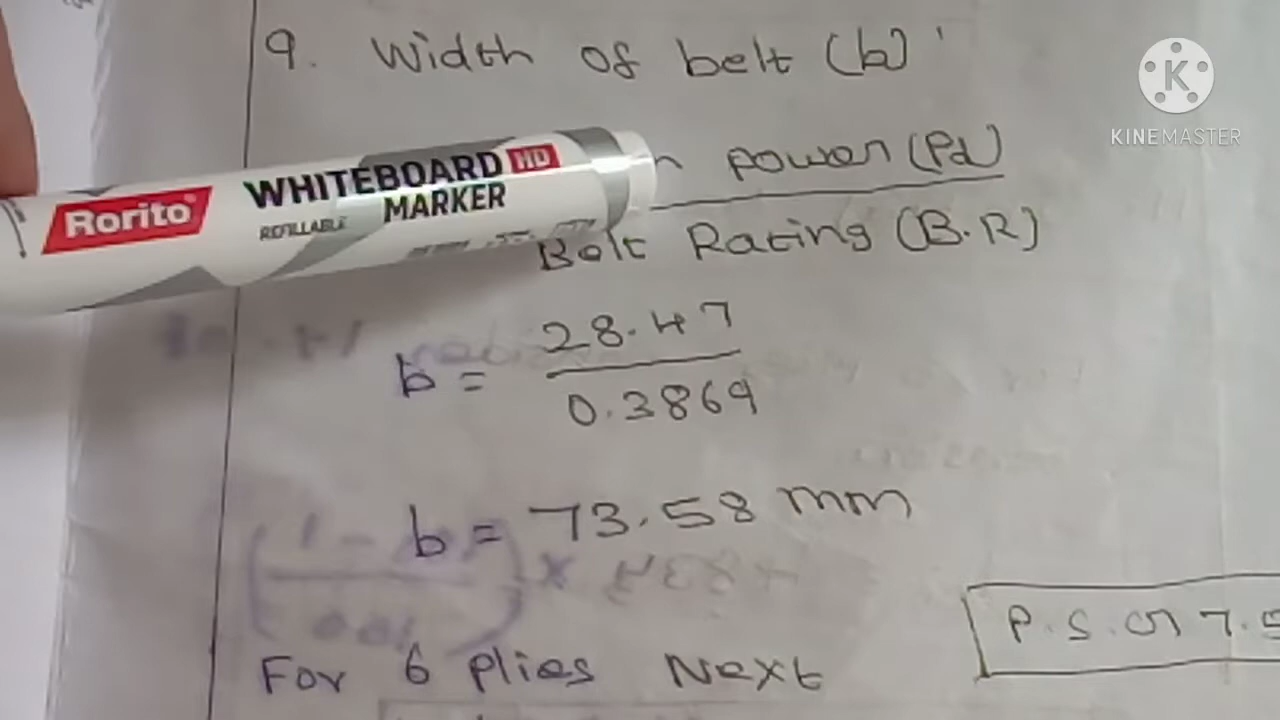 9. Width of belt (b)
KINEMASTER
power (Pd)
Rorito WHITEBOARD HD
REFILLABLE MARKER
Belt Rating (B.R)
b = 28.47
0.3869
b = 73.58 mm
P.S.G 7.5
For 6 Plies Next